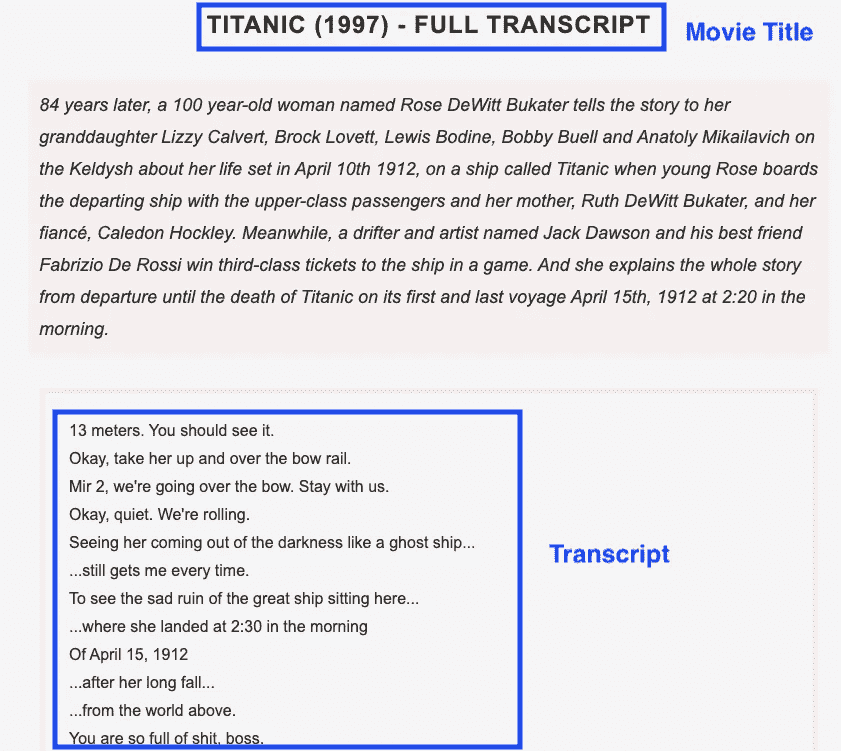 TITANIC (1997) - FULL TRANSCRIPT
Movie Title
84 years later, a 100 year-old woman named Rose DeWitt Bukater tells the story to her
granddaughter Lizzy Calvert, Brock Lovett, Lewis Bodine, Bobby Buell and Anatoly Mikailavich on
the Keldysh about her life set in April 10th 1912, on a ship called Titanic when young Rose boards
the departing ship with the upper-class passengers and her mother, Ruth DeWitt Bukater, and her
fiancé, Caledon Hockley. Meanwhile, a drifter and artist named Jack Dawson and his best friend
Fabrizio De Rossi win third-class tickets to the ship in a game. And she explains the whole story
from departure until the death of Titanic on its first and last voyage April 15th, 1912 at 2:20 in the
morning.
13 meters. You should see it.
Okay, take her up and over the bow rail.
Mir 2, we're going over the bow. Stay with us.
Okay, quiet. We're rolling.
Seeing her coming out of the darkness like a ghost ship...
...still gets me every time.
To see the sad ruin of the great ship sitting here...
...where she landed at 2:30 in the morning
Of April 15, 1912
...after her long fall...
...from the world above.
You are so full of shit, boss.
Transcript